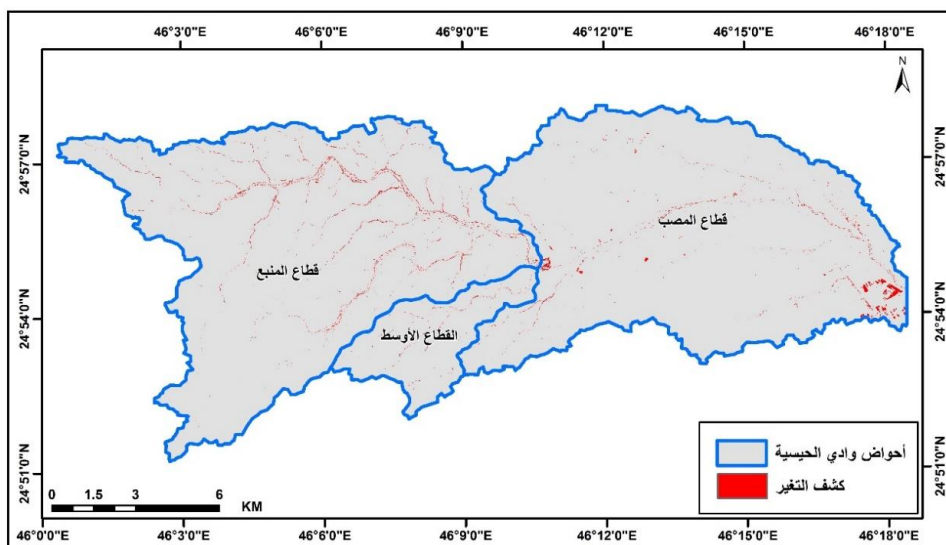 46°3'0"E 46°6'0"E 46°9'0"E 46°12'0"E 46°15'0"E 46°18'0"E
N
24°57'0"N
24°57'0"N
قطاع المصب
قطاع المنبع
24°54'0"N
24°54'0"N
القطاع الأوسط
أحواض وادي الحيسية
كشف التغير
24°51'0"N
24°51'0"N
0 1.5 3 6
KM
46°0'0"E 46°3'0"E 46°6'0"E 46°9'0"E 46°12'0"E 46°15'0"E 46°18'0"E